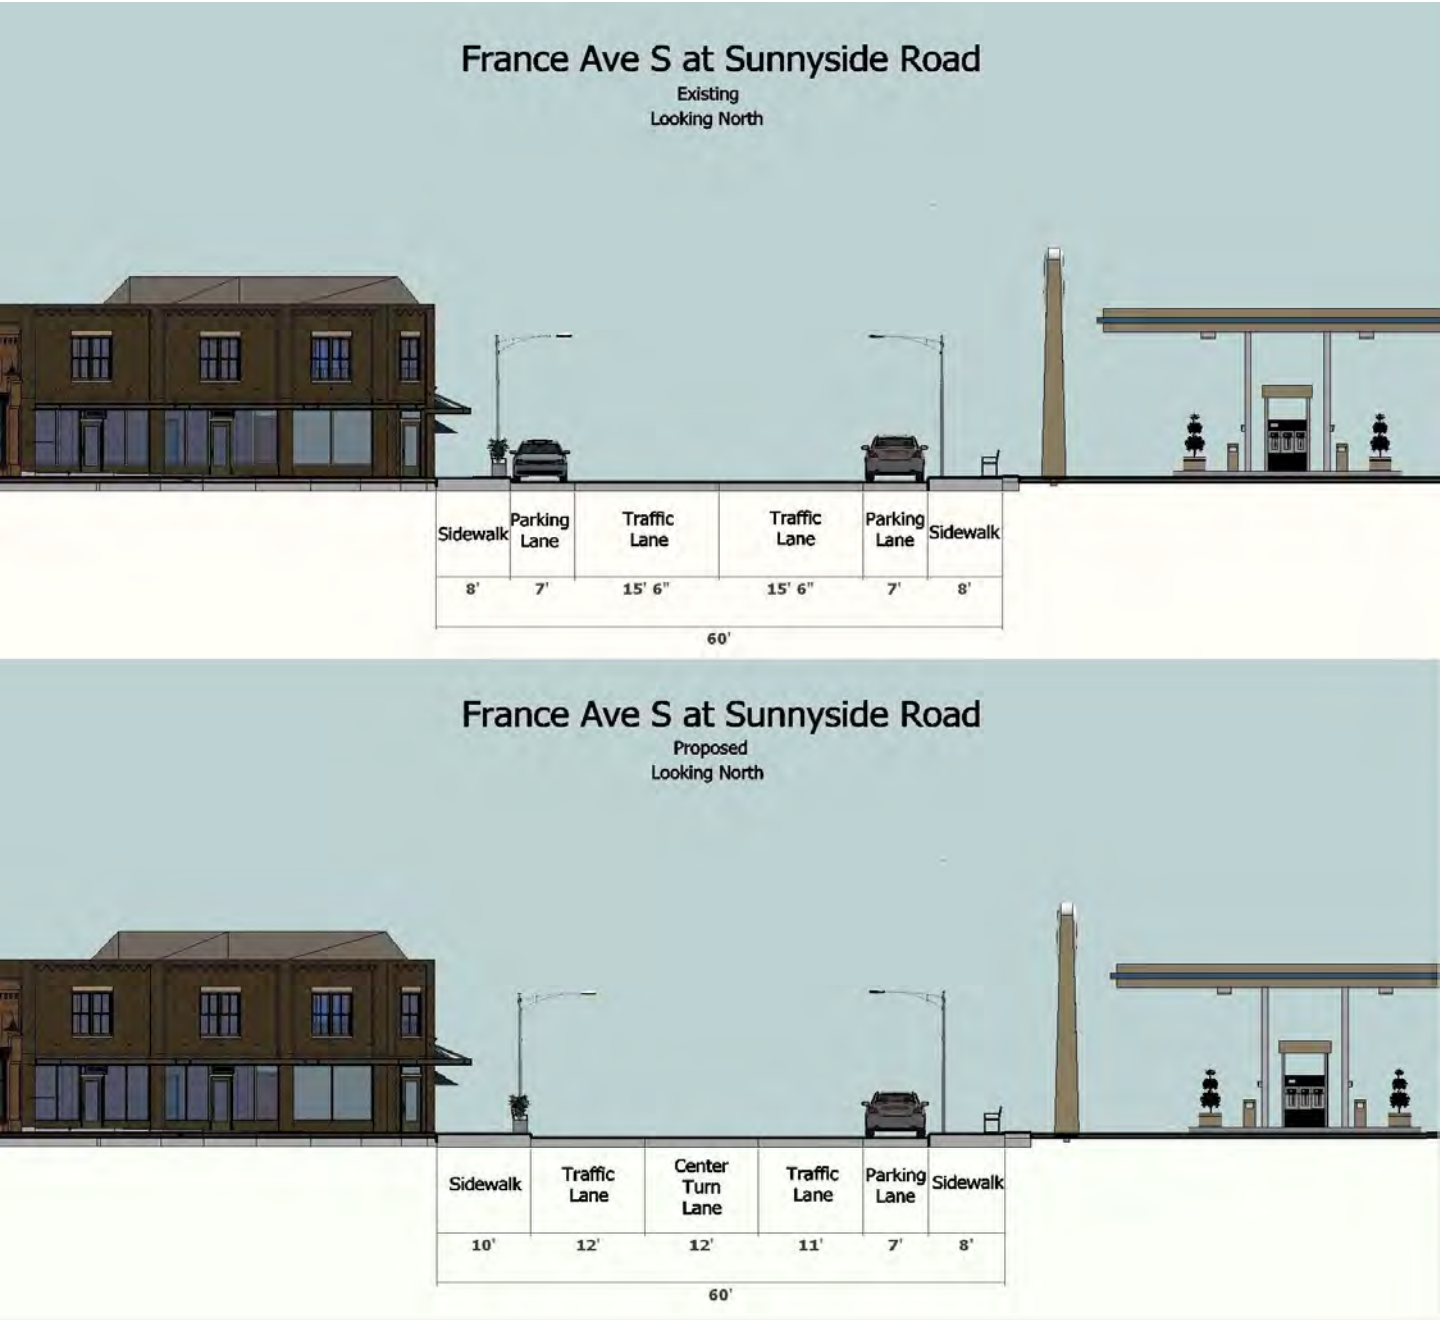 France Ave S at Sunnyside Road
Existing
Looking North
Sidewalk
Parking
Lane
Traffic
Lane
Traffic
Lane
Parking
Lane
Sidewalk
8'
7'
15' 6"
15' 6"
7'
8'
60'
France Ave S at Sunnyside Road
Proposed
Looking North
Sidewalk
Traffic
Lane
Center
Turn
Lane
Traffic
Lane
Parking
Lane
Sidewalk
10'
12'
12'
11'
7'
8'
60'